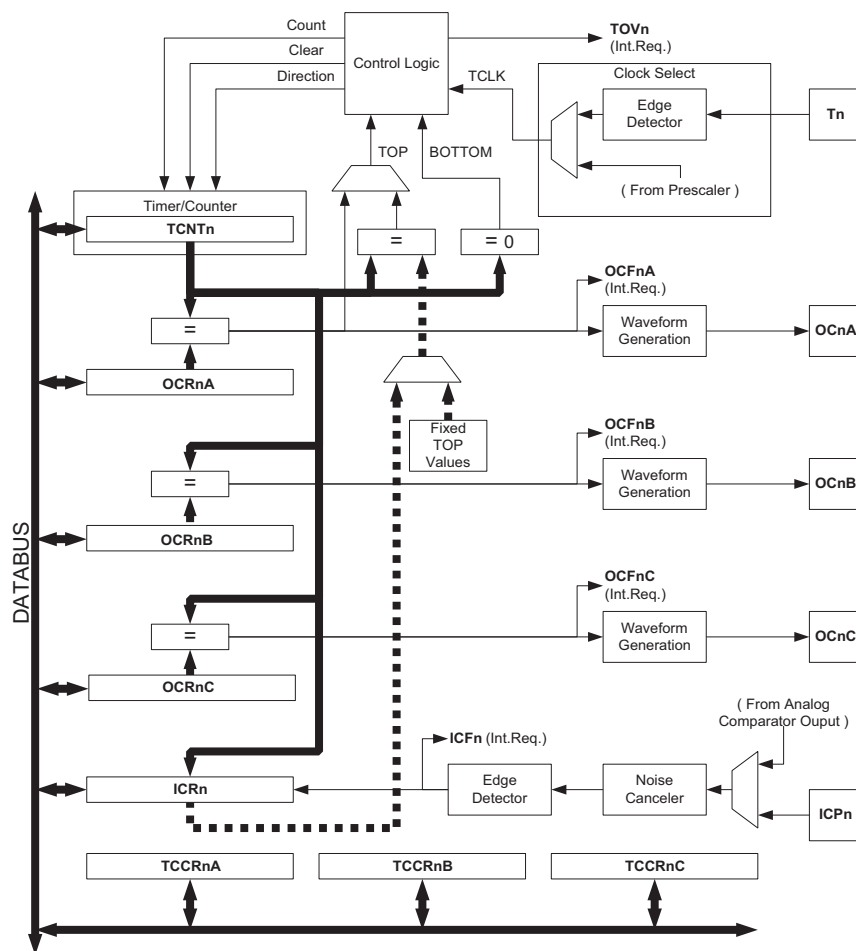 Count
Clear
Direction
Control Logic
TOVn
(Int.Req.)
TCLK
Clock Select
Edge
Detector
Tn
( From Prescaler )
TOP
BOTTOM
Timer/Counter
TCNTn
=
= 0
OCFnA
(Int.Req.)
=
Waveform
Generation
OCnA
OCRnA
Fixed
TOP
Values
OCFnB
(Int.Req.)
=
Waveform
Generation
OCnB
OCRnB
DATABUS
OCFnC
(Int.Req.)
=
Waveform
Generation
OCnC
OCRnC
( From Analog
Comparator Ouput )
ICFn (Int.Req.)
ICRn
Edge
Detector
Noise
Canceler
ICPn
TCCRnA
TCCRnB
TCCRnC